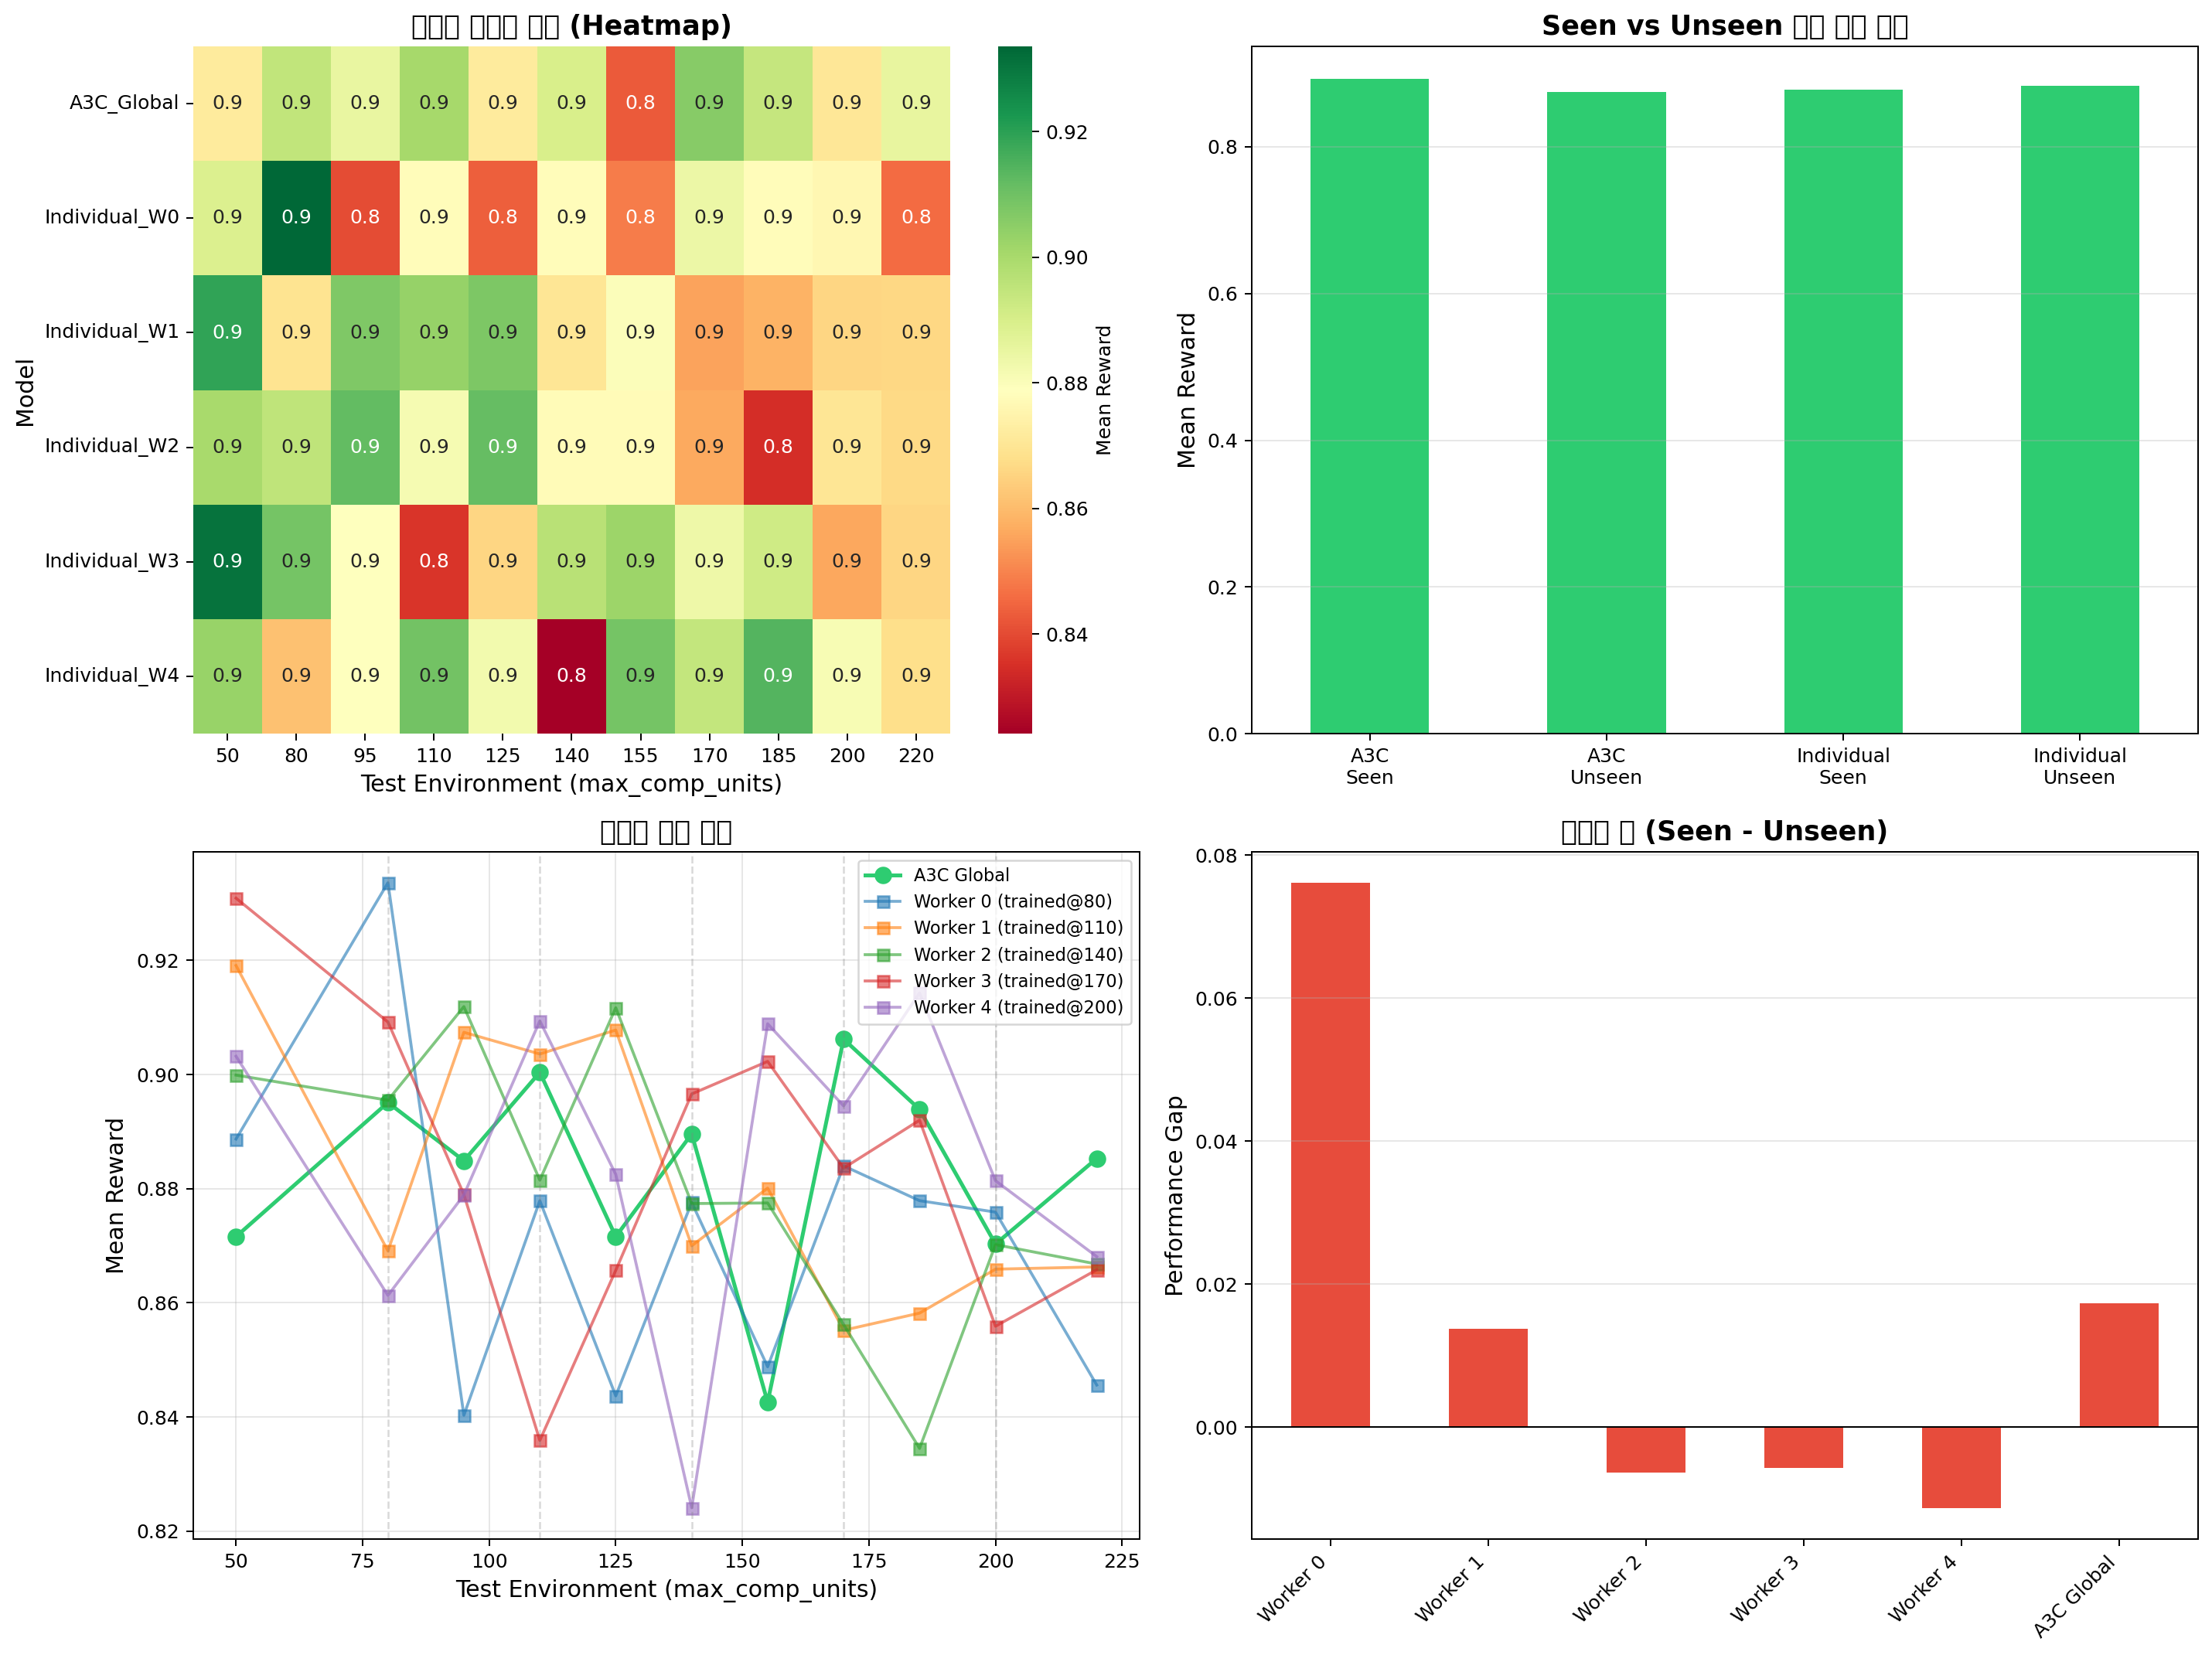 (Heatmap)
A3C_Global
Individual_W0
Individual_W1
Individual_W2
Individual_W3
Individual_W4
Model
0.9 0.9 0.9 0.9 0.9 0.9 0.8 0.9 0.9 0.9 0.9
0.9 0.9 0.8 0.9 0.8 0.9 0.8 0.9 0.9 0.9 0.8
0.9 0.9 0.9 0.9 0.9 0.9 0.9 0.9 0.9 0.9 0.9
0.9 0.9 0.9 0.9 0.9 0.9 0.9 0.9 0.8 0.9 0.9
0.9 0.9 0.9 0.8 0.9 0.9 0.9 0.9 0.9 0.9 0.9
0.9 0.9 0.9 0.9 0.9 0.8 0.9 0.9 0.9 0.9 0.9
50 80 95 110 125 140 155 170 185 200 220
Test Environment (max_comp_units)
0.92
0.90
0.88
0.86
0.84
Mean Reward
Seen vs Unseen
Mean Reward
0.8
0.6
0.4
0.2
0.0
A3C
Seen
A3C
Unseen
Individual
Seen
Individual
Unseen
Mean Reward
0.92
0.90
0.88
0.86
0.84
0.82
A3C Global
Worker 0 (trained@80)
Worker 1 (trained@110)
Worker 2 (trained@140)
Worker 3 (trained@170)
Worker 4 (trained@200)
50 75 100 125 150 175 200 225
Test Environment (max_comp_units)
(Seen - Unseen)
Performance Gap
0.08
0.06
0.04
0.02
0.00
Worker 0
Worker 1
Worker 2
Worker 3
Worker 4
A3C Global